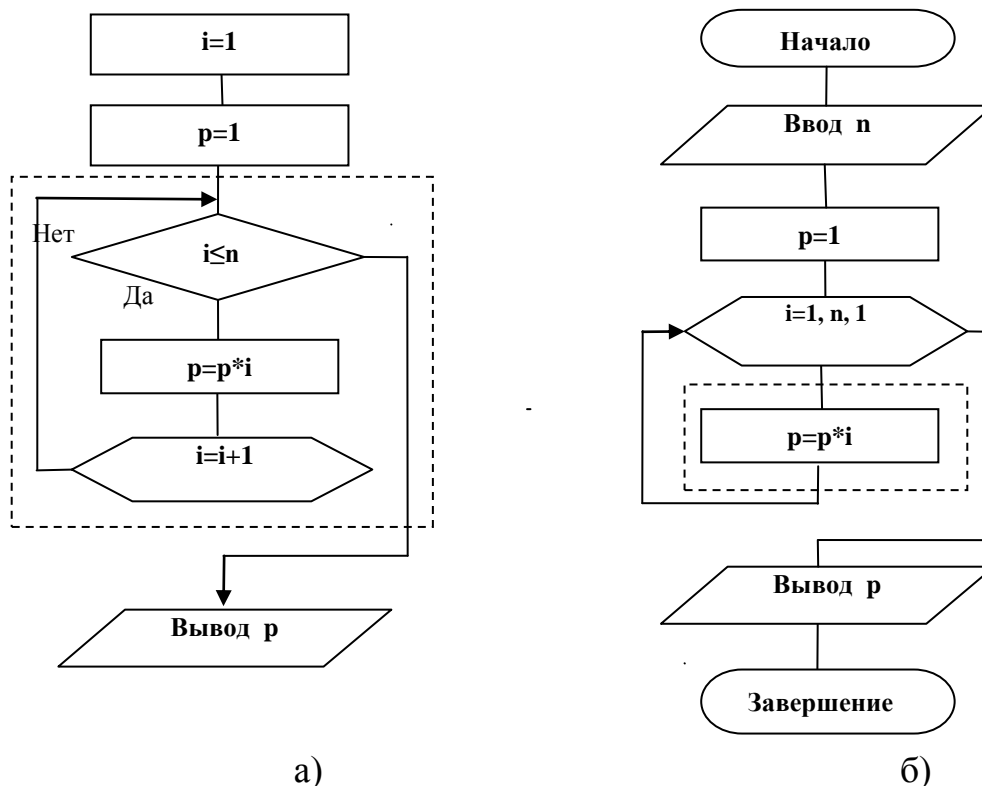 i=1
p=1
Нет
i≤n
Да
p=p*i
i=i+1
Вывод p
а)
Начало
Ввод n
p=1
i=1, n, 1
p=p*i
Вывод p
Завершение
б)